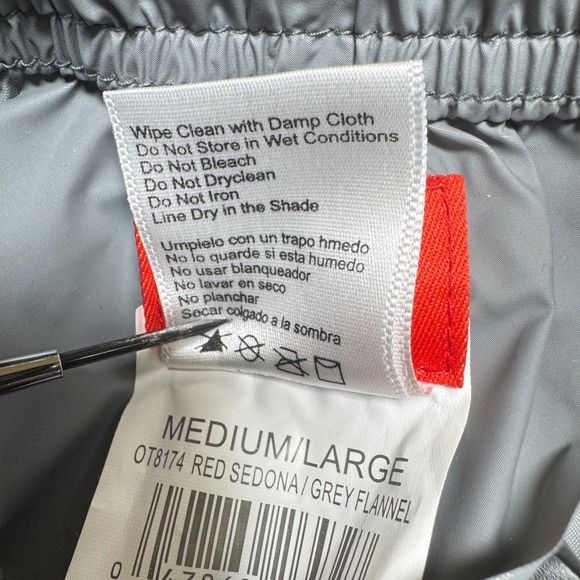 Wipe Clean with Damp Cloth
Do Not Store in Wet Conditions
Do Not Bleach
Do Not Dryclean
Do Not Iron
Line Dry in the Shade
Umpielo con un trapo hmedo
No lo quarde si esta humedo
No usar blanqueador
No lavar en seco
No planchar
Secar colgado a la sombra
MEDIUM/LARGE
OT8174 RED SEDONA/GREY FLANNEL
0